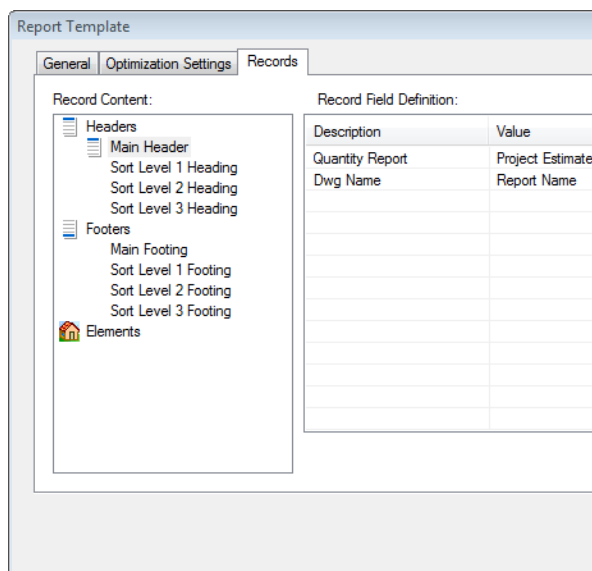 Report Template
General Optimization Settings Records
Record Content:
Headers
Main Header
Sort Level 1 Heading
Sort Level 2 Heading
Sort Level 3 Heading
Footers
Main Footing
Sort Level 1 Footing
Sort Level 2 Footing
Sort Level 3 Footing
Elements
Record Field Definition:
Description Value
Quantity Report Project Estimate
Dwg Name Report Name